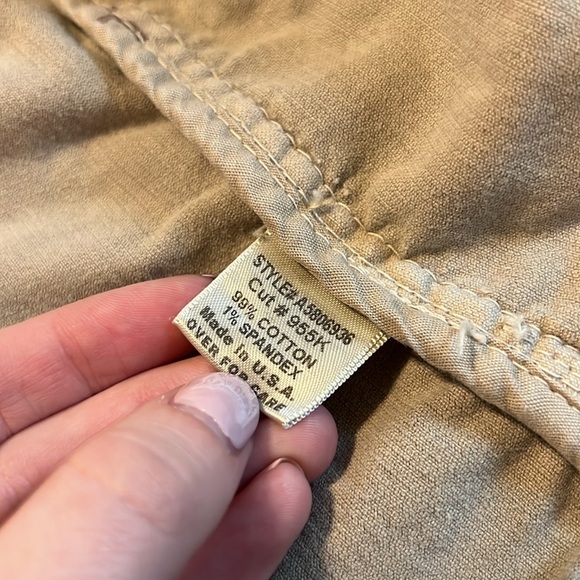 STYLE#A5806936
Cut # 955K
99% COTTON
1% SPANDEX
Made in U.S.A.
OVER FOR CARE